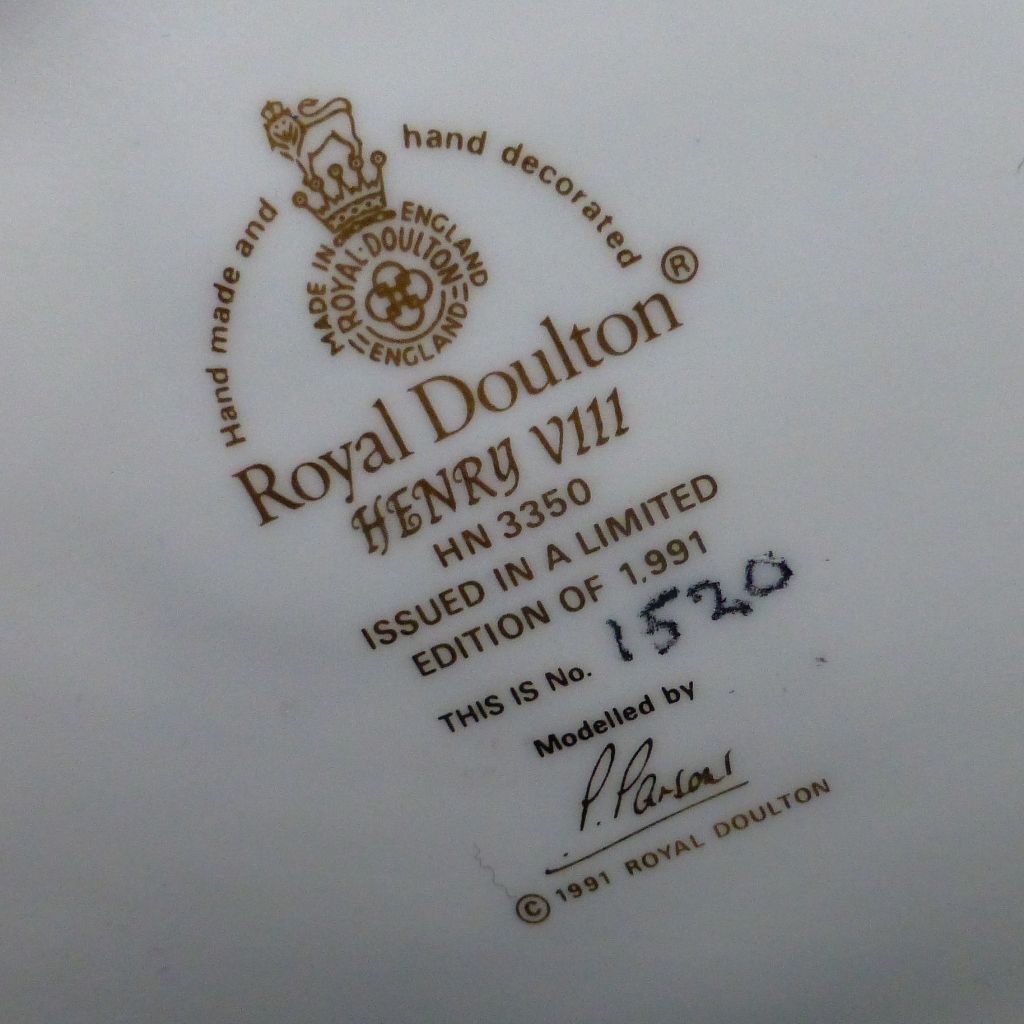 Hand made and hand decorated
MADE IN ENGLAND
ROYAL·DOULTON
ENGLAND
Royal Doulton ®
HENRY VIII
HN 3350
ISSUED IN A LIMITED
EDITION OF 1.991
THIS IS No. 1520
Modelled by
P. Parsons
© 1991 ROYAL DOULTON